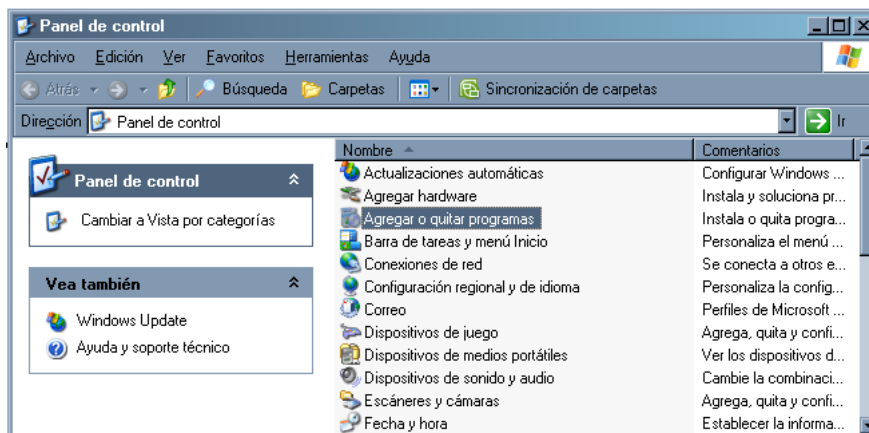 Panel de control
Archivo Edición Ver Favoritos Herramientas Ayuda
Atrás Búsqueda Carpetas Sincronización de carpetas
Dirección Panel de control Ir
Panel de control
Cambiar a Vista por categorías
Vea también
Windows Update
Ayuda y soporte técnico
Nombre Comentarios
Actualizaciones automáticas Configurar Windows ...
Agregar hardware Instala y soluciona pr...
Agregar o quitar programas Instala o quita progra...
Barra de tareas y menú Inicio Personaliza el menú ...
Conexiones de red Se conecta a otros e...
Configuración regional y de idioma Personaliza la config...
Correo Perfiles de Microsoft ...
Dispositivos de juego Agrega, quita y confi...
Dispositivos de medios portátiles Ver los dispositivos d...
Dispositivos de sonido y audio Cambie la combinaci...
Escáneres y cámaras Agrega, quita y confi...
Fecha y hora Establecer la informa...